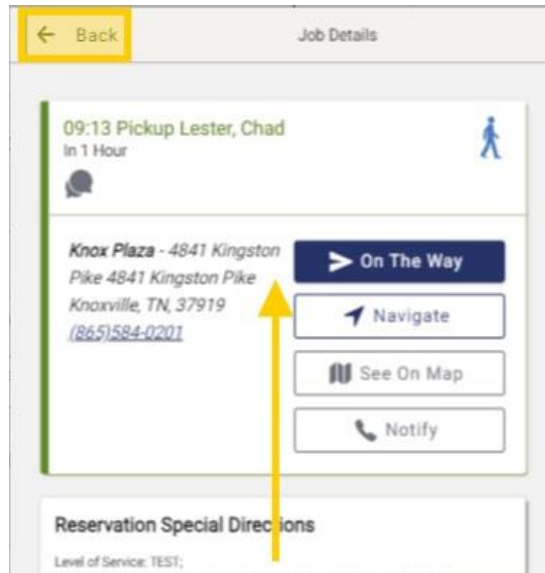 Back
Job Details
09:13 Pickup Lester, Chad
In 1 Hour
Knox Plaza - 4841 Kingston
Pike 4841 Kingston Pike
Knoxville, TN, 37919
(865)584-0201
On The Way
Navigate
See On Map
Notify
Reservation Special Directions
Level of Service: TEST;